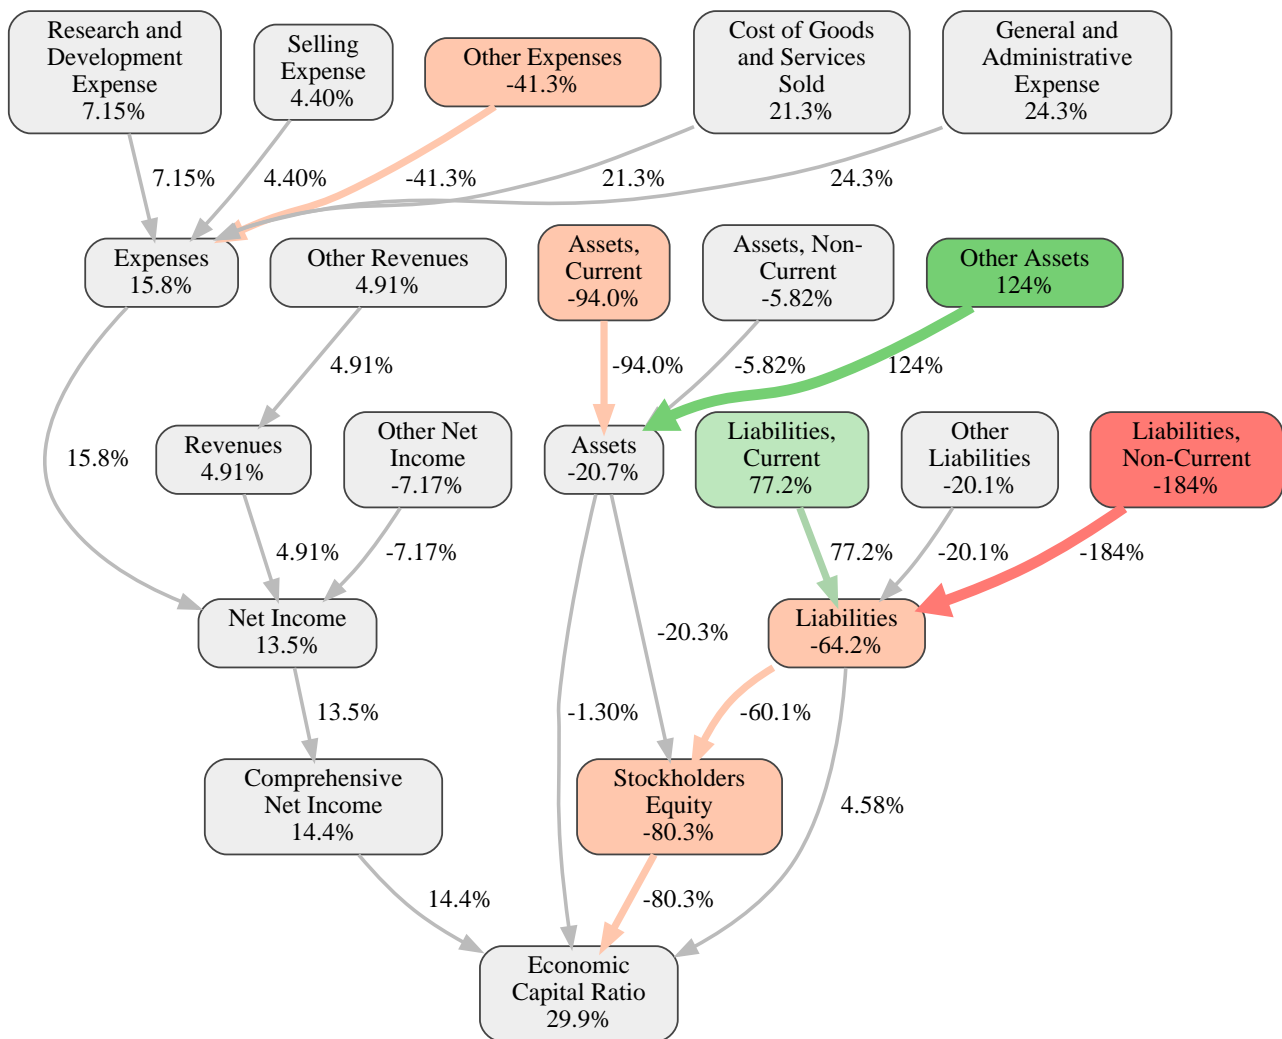 Research and
Development
Expense
7.15%
Selling
Expense
4.40%
Other Expenses
-41.3%
Cost of Goods
and Services
Sold
21.3%
General and
Administrative
Expense
24.3%
7.15%
4.40%
-41.3%
21.3%
24.3%
Expenses
15.8%
Other Revenues
4.91%
Assets,
Current
-94.0%
Assets, Non-
Current
-5.82%
Other Assets
124%
4.91%
-94.0%
-5.82%
124%
15.8%
Revenues
4.91%
Other Net
Income
-7.17%
Assets
-20.7%
Liabilities,
Current
77.2%
Other
Liabilities
-20.1%
Liabilities,
Non-Current
-184%
4.91%
-7.17%
77.2%
-20.1%
-184%
Net Income
13.5%
-20.3%
Liabilities
-64.2%
13.5%
-1.30%
-60.1%
Comprehensive
Net Income
14.4%
Stockholders
Equity
-80.3%
4.58%
14.4%
-80.3%
Economic
Capital Ratio
29.9%